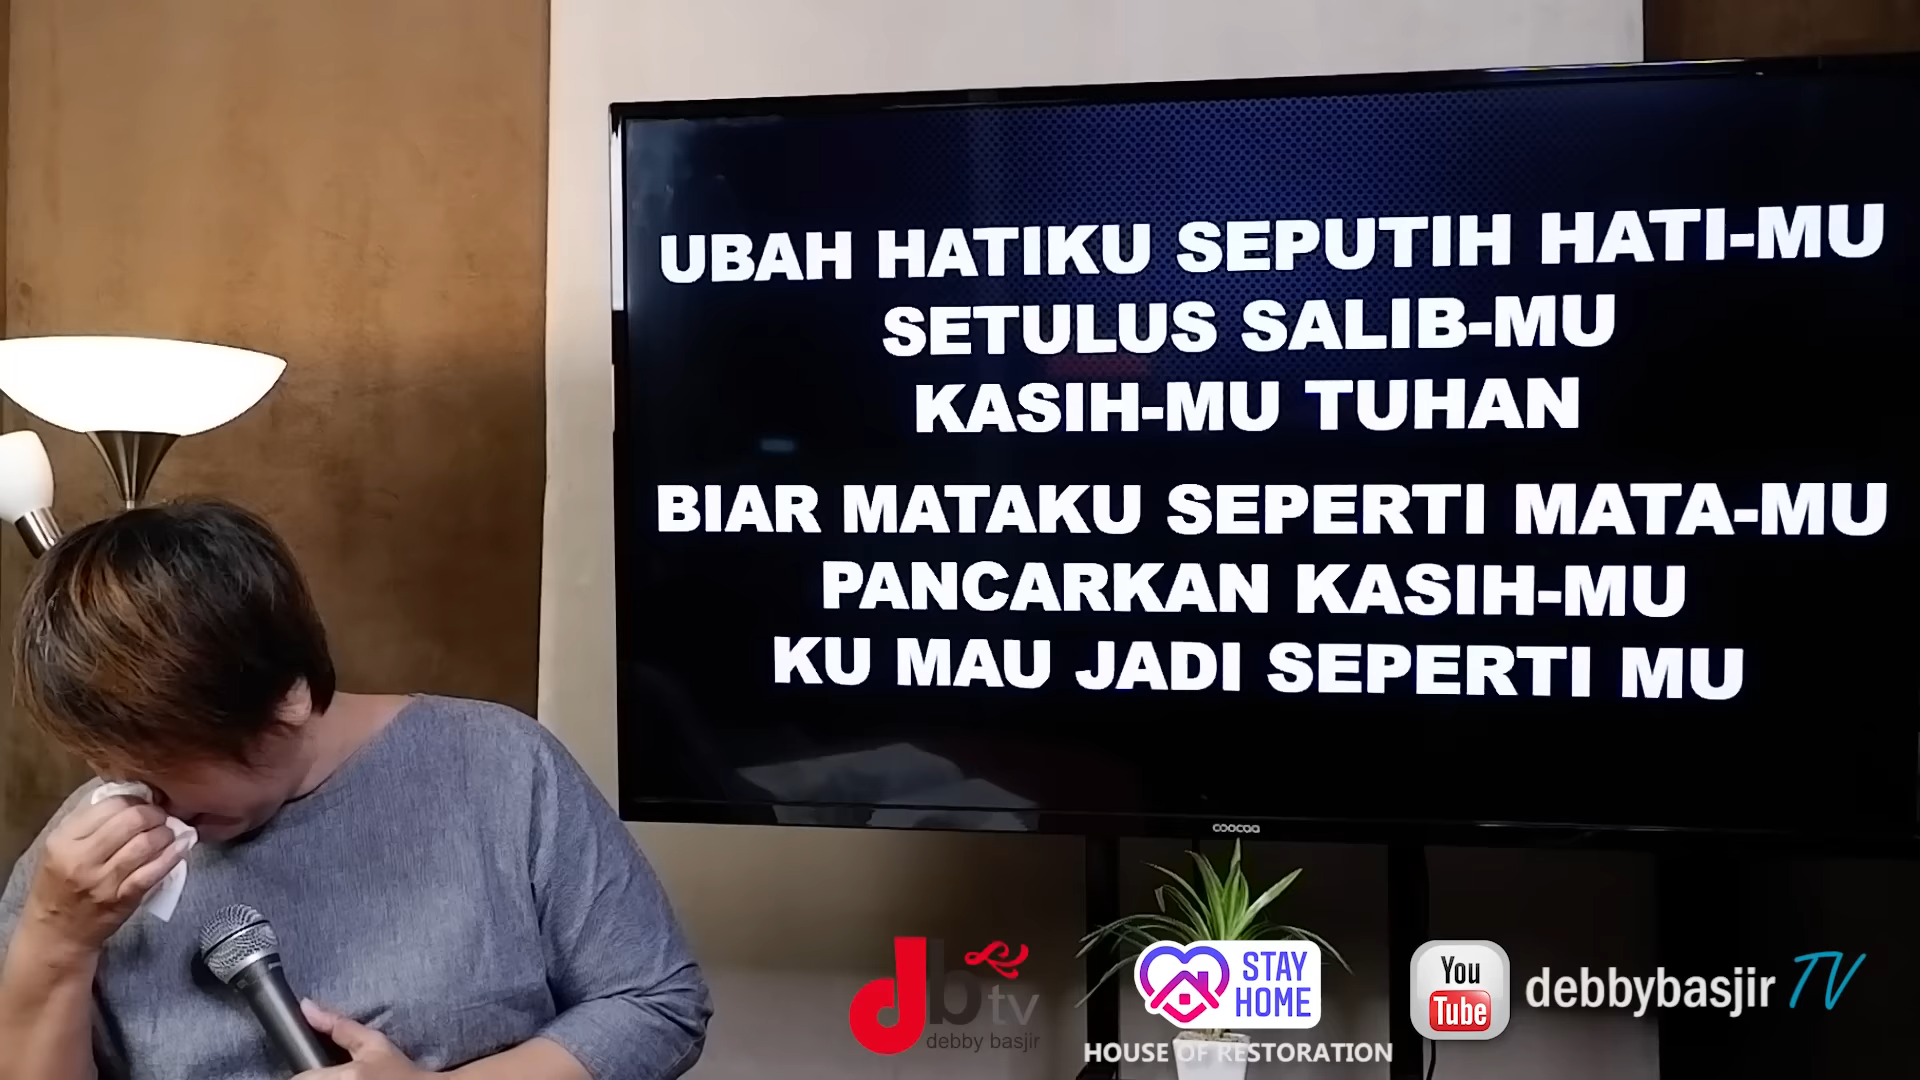 UBAH HATIKU SEPUTIH HATI-MU
SETULUS SALIB-MU
KASIH-MU TUHAN
BIAR MATAKU SEPERTI MATA-MU
PANCARKAN KASIH-MU
KU MAU JADI SEPERTI MU
coocaa
db tv
debby basjir
STAY
HOME
HOUSE OF RESTORATION
You
Tube
debbybasjir TV